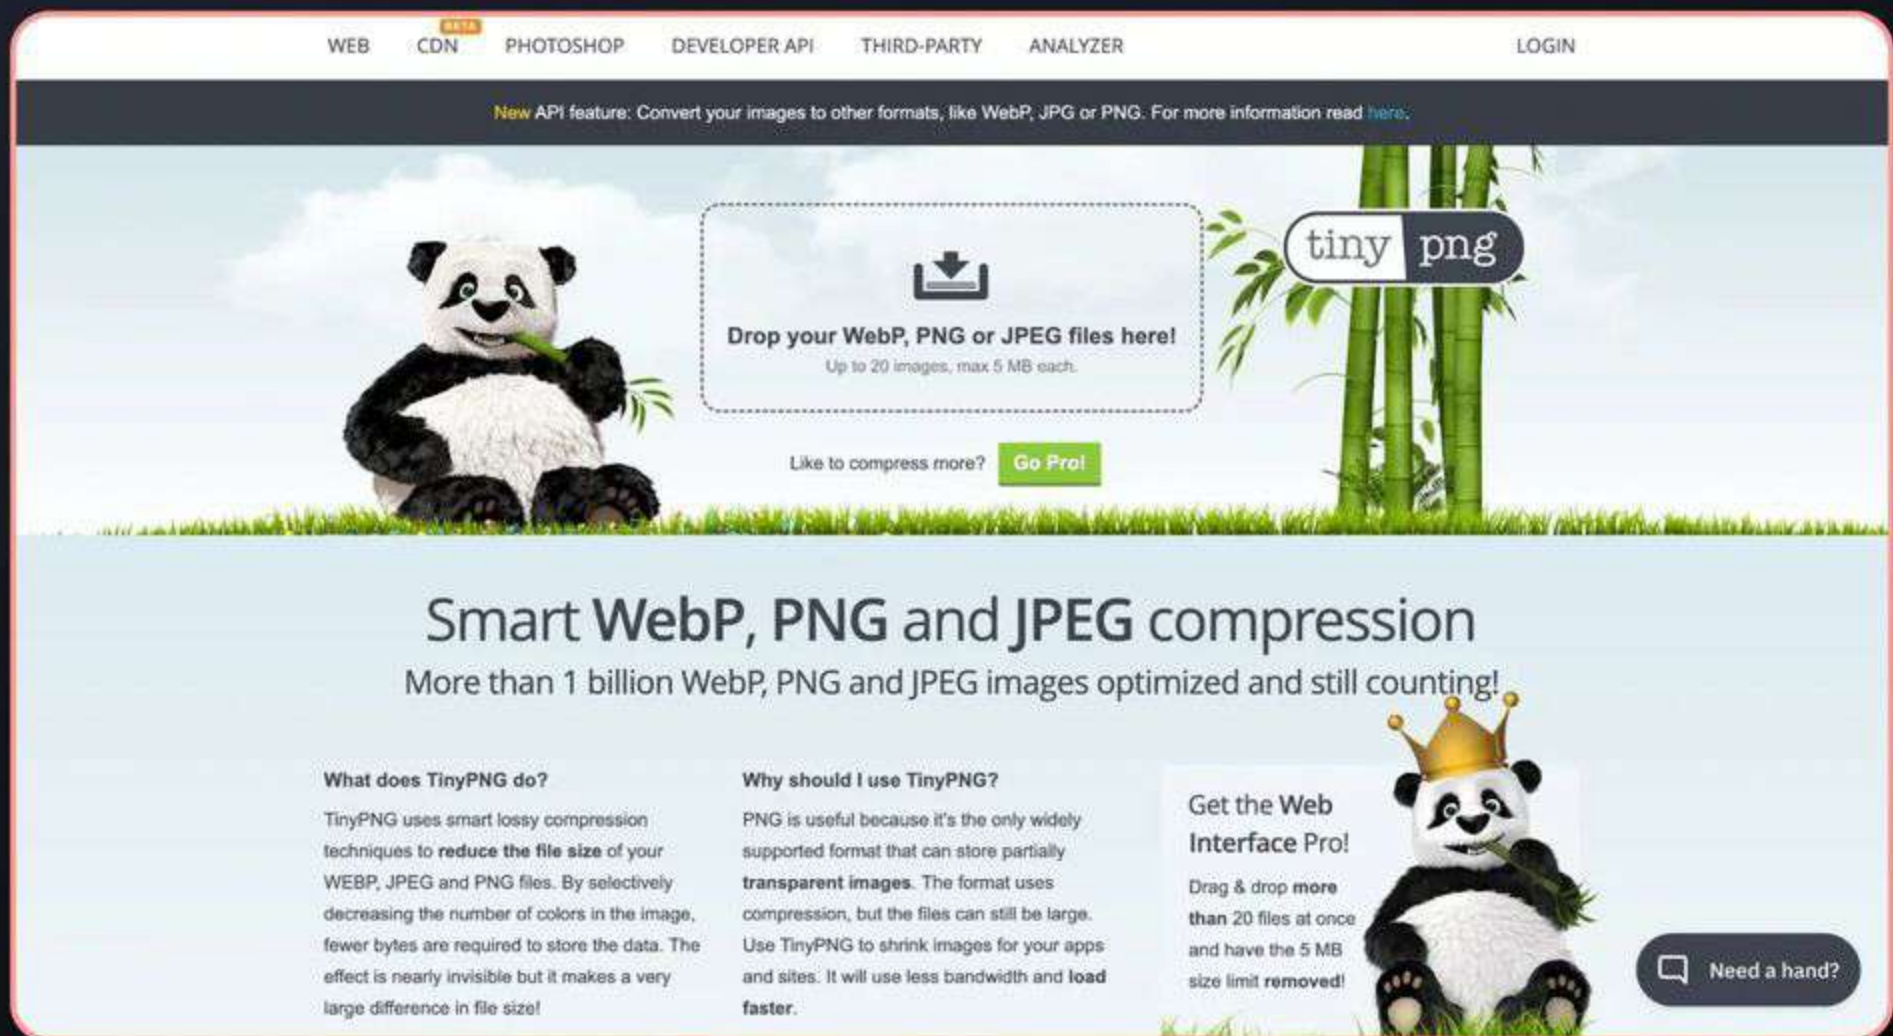 BETA
WEB CDN PHOTOSHOP DEVELOPER API THIRD-PARTY ANALYZER LOGIN
New API feature: Convert your images to other formats, like WebP, JPG or PNG. For more information read here.
tiny png
Drop your WebP, PNG or JPEG files here!
Up to 20 images, max 5 MB each.
Like to compress more? Go Pro!
Smart WebP, PNG and JPEG compression
More than 1 billion WebP, PNG and JPEG images optimized and still counting!
What does TinyPNG do?
TinyPNG uses smart lossy compression
techniques to reduce the file size of your
WEBP, JPEG and PNG files. By selectively
decreasing the number of colors in the image,
fewer bytes are required to store the data. The
effect is nearly invisible but it makes a very
large difference in file size!
Why should I use TinyPNG?
PNG is useful because it's the only widely
supported format that can store partially
transparent images. The format uses
compression, but the files can still be large.
Use TinyPNG to shrink images for your apps
and sites. It will use less bandwidth and load
faster.
Get the Web
Interface Pro!
Drag & drop more
than 20 files at once
and have the 5 MB
size limit removed!
Need a hand?